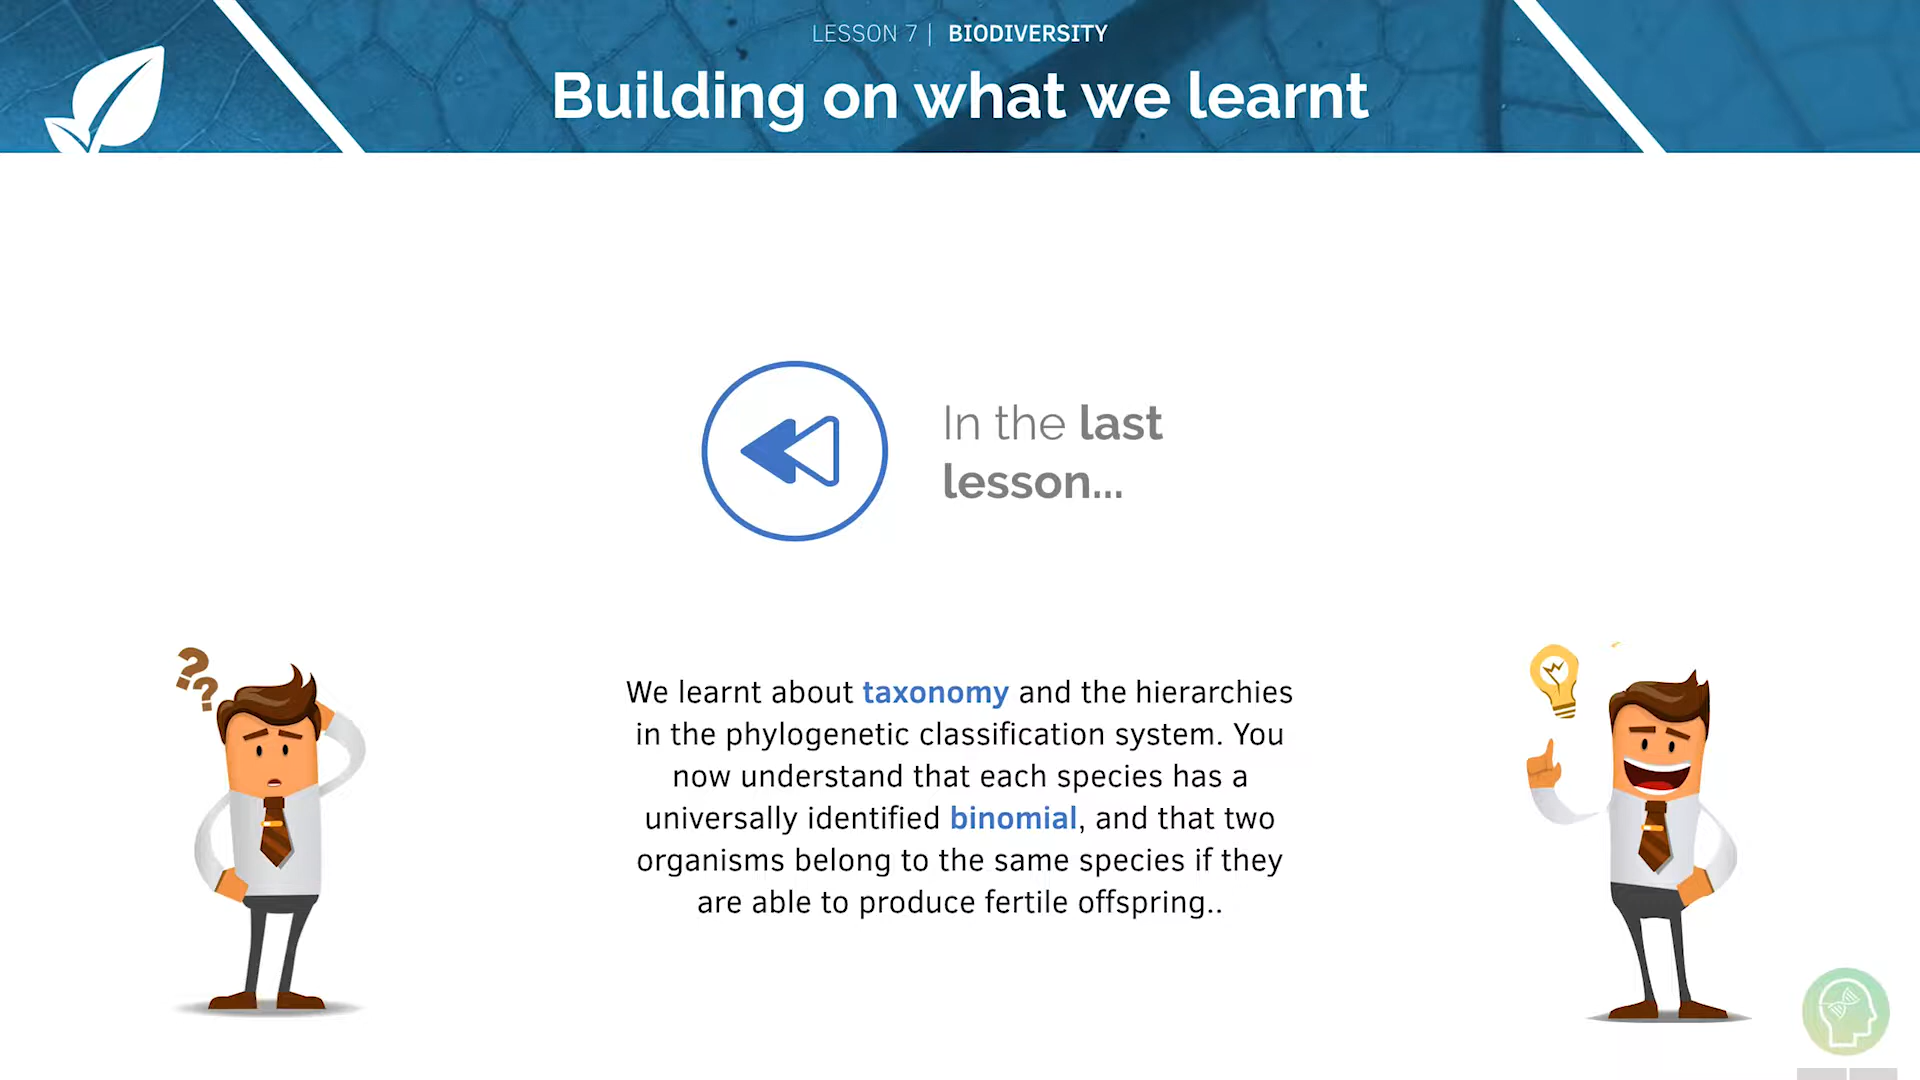 LESSON 7 | BIODIVERSITY
Building on what we learnt
In the last
lesson...
We learnt about taxonomy and the hierarchies
in the phylogenetic classification system. You
now understand that each species has a
universally identified binomial, and that two
organisms belong to the same species if they
are able to produce fertile offspring..
??